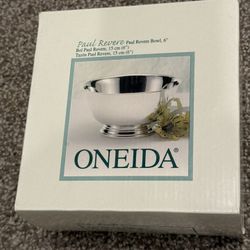 Paul Revere Paul Revere Bowl, 6"
Bol Paul Revere, 15 cm (6")
Tazón Paul Revere, 15 cm (6")
ONEIDA®